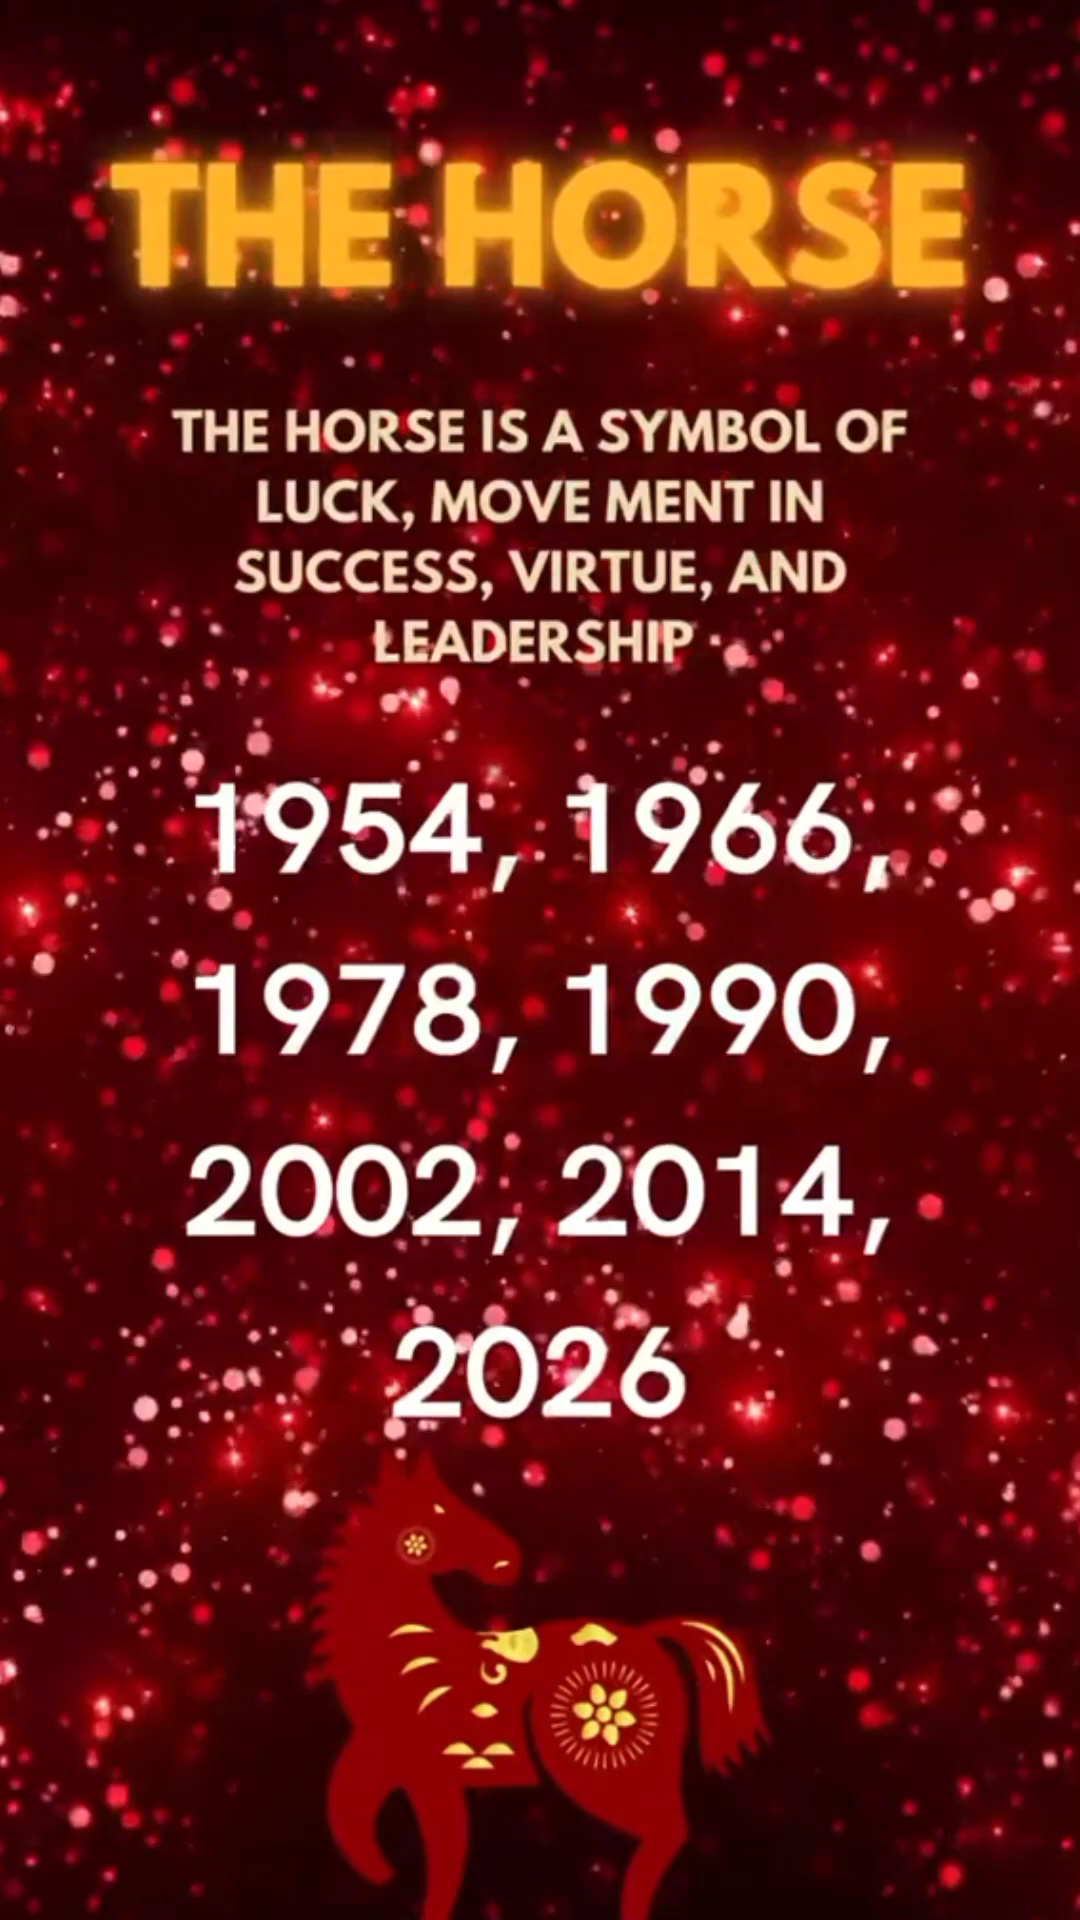 THE HORSE
THE HORSE IS A SYMBOL OF
LUCK, MOVE MENT IN
SUCCESS, VIRTUE, AND
LEADERSHIP
1954, 1966,
1978, 1990,
2002, 2014,
2026